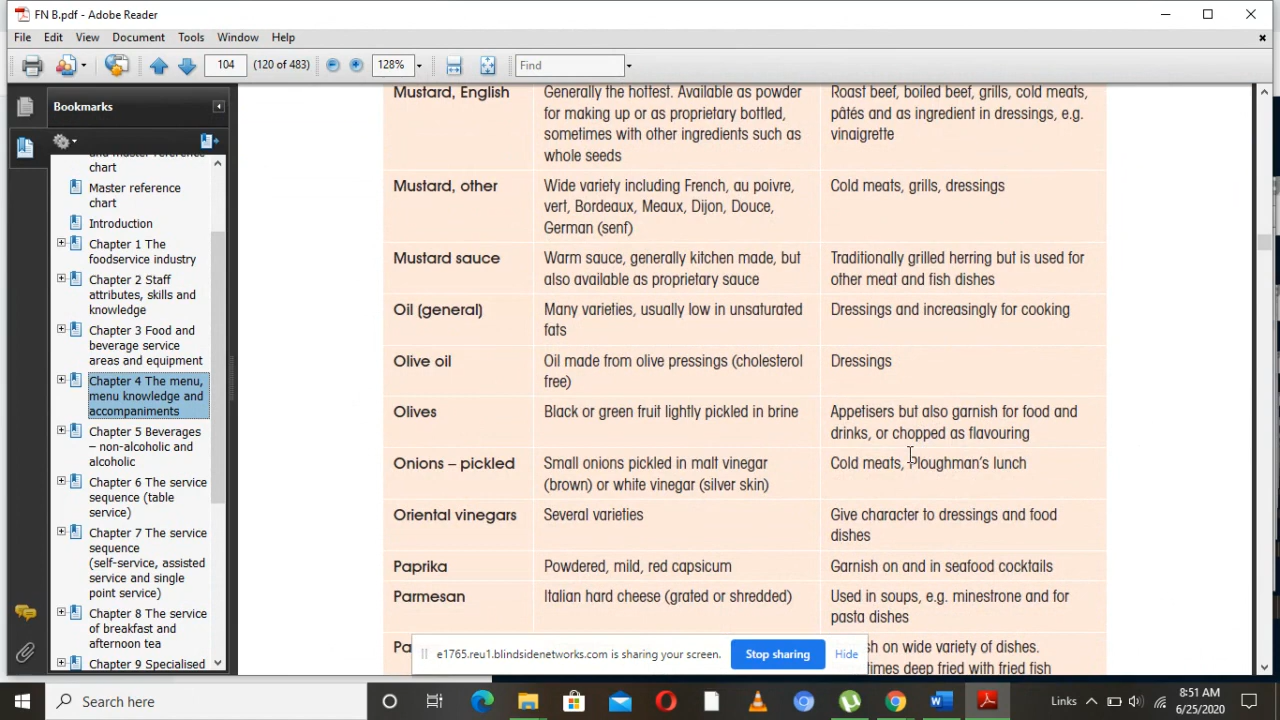 FN B.pdf - Adobe Reader
File Edit View Document Tools Window Help
104 (120 of 483) 128% Find
Bookmarks
and master reference
chart
Master reference
chart
Introduction
Chapter 1 The
foodservice industry
Chapter 2 Staff
attributes, skills and
knowledge
Chapter 3 Food and
beverage service
areas and equipment
Chapter 4 The menu,
menu knowledge and
accompaniments
Chapter 5 Beverages
– non-alcoholic and
alcoholic
Chapter 6 The service
sequence (table
service)
Chapter 7 The service
sequence
(self-service, assisted
service and single
point service)
Chapter 8 The service
of breakfast and
afternoon tea
Chapter 9 Specialised
Mustard, English Generally the hottest. Available as powder Roast beef, boiled beef, grills, cold meats,
for making up or as proprietary bottled, pâtés and as ingredient in dressings, e.g.
sometimes with other ingredients such as vinaigrette
whole seeds
Mustard, other Wide variety including French, au poivre, Cold meats, grills, dressings
vert, Bordeaux, Meaux, Dijon, Douce,
German (senf)
Mustard sauce Warm sauce, generally kitchen made, but Traditionally grilled herring but is used for
also available as proprietary sauce other meat and fish dishes
Oil (general) Many varieties, usually low in unsaturated Dressings and increasingly for cooking
fats
Olive oil Oil made from olive pressings (cholesterol Dressings
free)
Olives Black or green fruit lightly pickled in brine Appetisers but also garnish for food and
drinks, or chopped as flavouring
Onions – pickled Small onions pickled in malt vinegar Cold meats, Ploughman's lunch
(brown) or white vinegar (silver skin)
Oriental vinegars Several varieties Give character to dressings and food
dishes
Paprika Powdered, mild, red capsicum Garnish on and in seafood cocktails
Parmesan Italian hard cheese (grated or shredded) Used in soups, e.g. minestrone and for
pasta dishes
on wide variety of dishes.
deep fried with fried fish
e1765.reu1.blindsidenetworks.com is sharing your screen. Stop sharing Hide
Search here Links 8:51 AM
6/25/2020